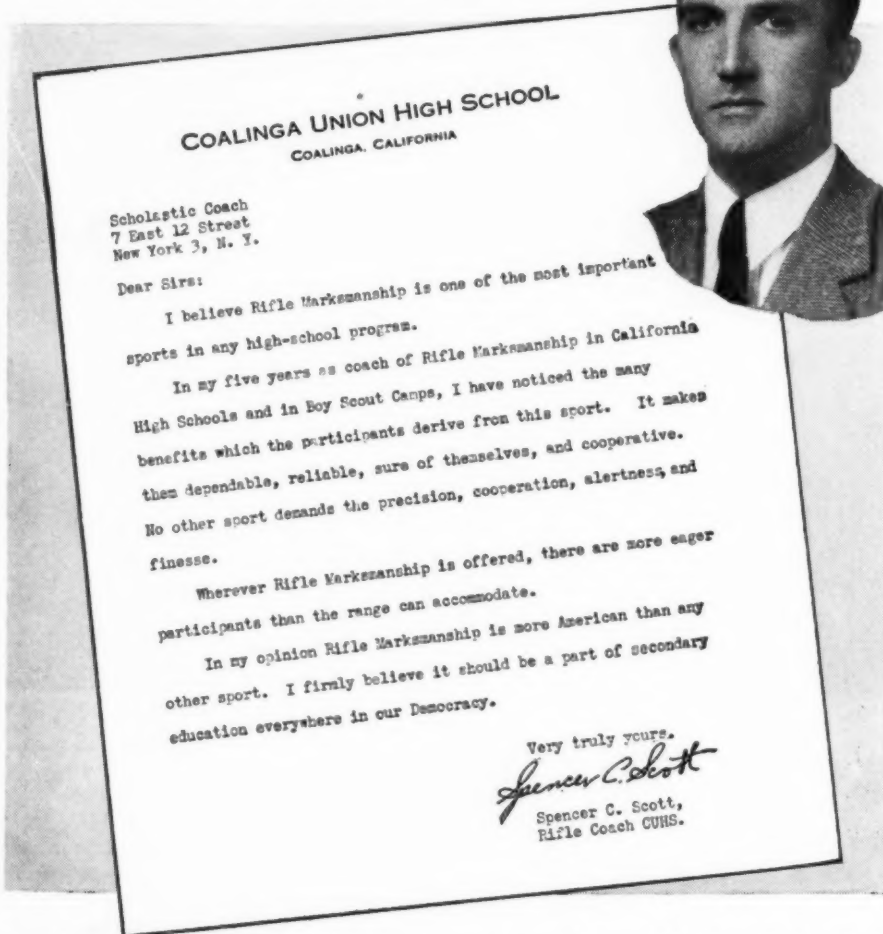 COALINGA UNION HIGH SCHOOL
COALINGA, CALIFORNIA
Scholastic Coach
7 East 12 Street
New York 3, N. Y.
Dear Sirs:
I believe Rifle Marksmanship is one of the most important
sports in any high-school program.
In my five years as coach of Rifle Marksmanship in California
High Schools and in Boy Scout Camps, I have noticed the many
benefits which the participants derive from this sport. It makes
them dependable, reliable, sure of themselves, and cooperative.
No other sport demands the precision, cooperation, alertness, and
finesse.
Wherever Rifle Marksmanship is offered, there are more eager
participants than the range can accommodate.
In my opinion Rifle Marksmanship is more American than any
other sport. I firmly believe it should be a part of secondary
education everywhere in our Democracy.
Very truly yours.
Spencer C. Scott
Spencer C. Scott,
Rifle Coach CUHS.